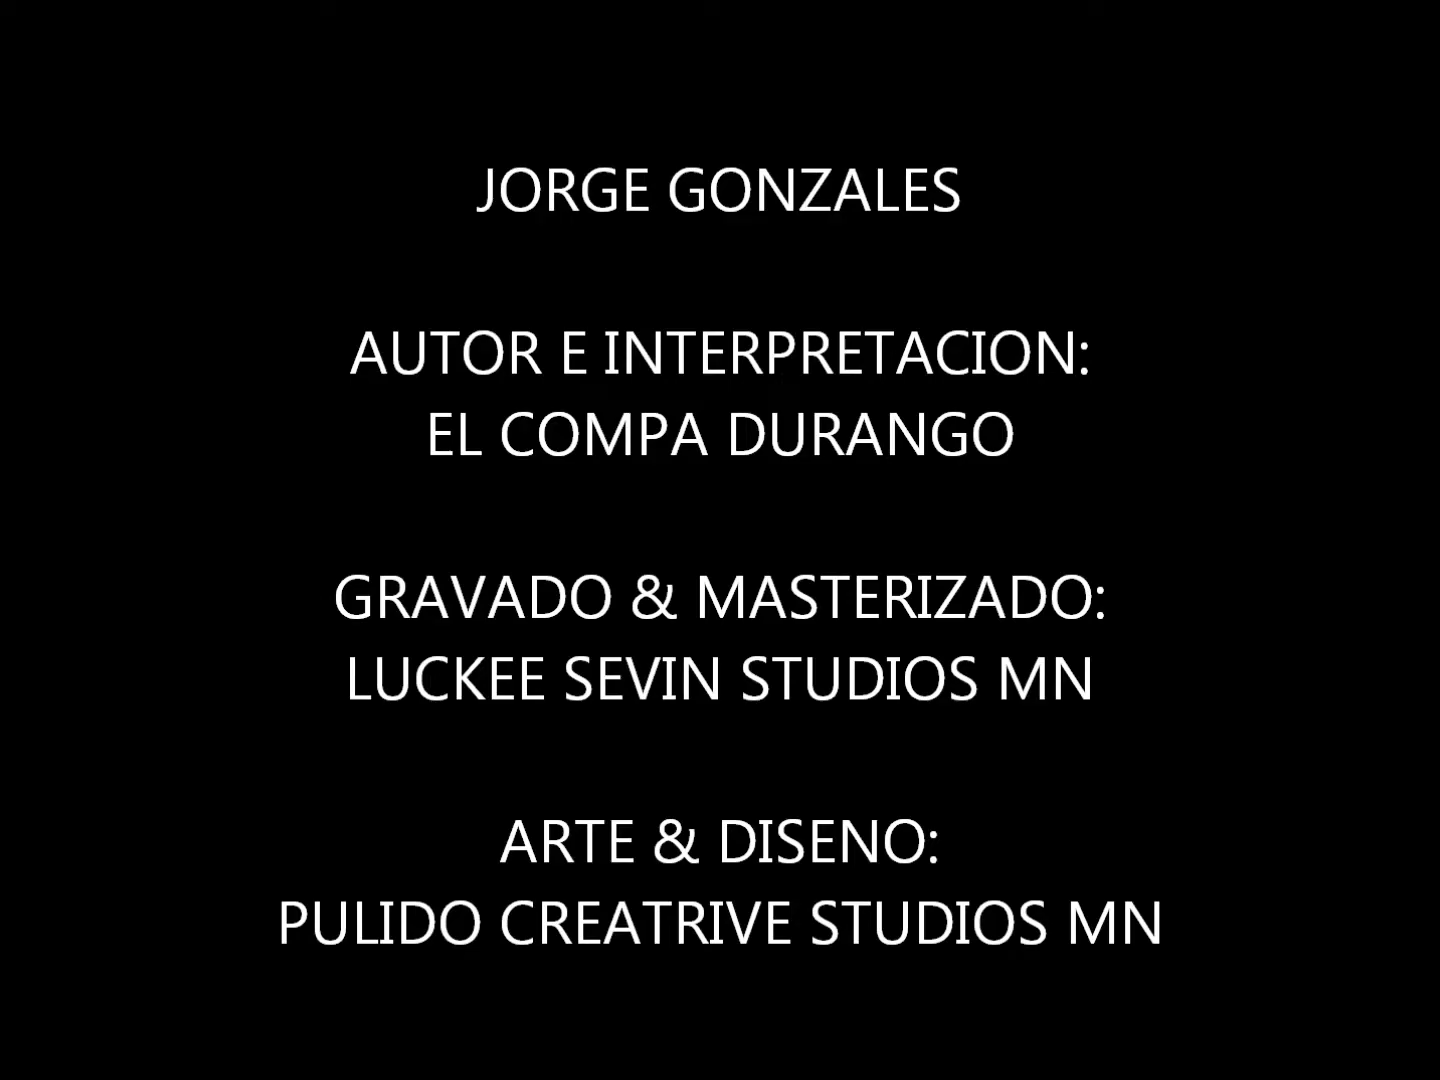 JORGE GONZALES
AUTOR E INTERPRETACION:
EL COMPA DURANGO
GRAVADO & MASTERIZADO:
LUCKEE SEVIN STUDIOS MN
ARTE & DISENO:
PULIDO CREATRIVE STUDIOS MN